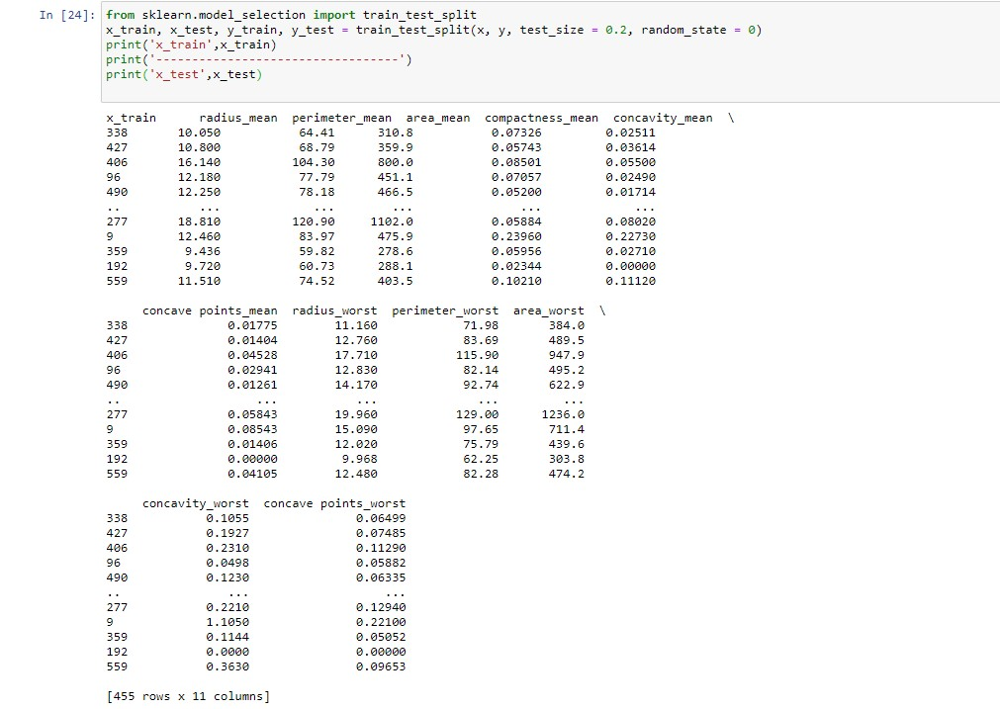 In [24]: from sklearn.model_selection import train_test_split
x_train, x_test, y_train, y_test = train_test_split(x, y, test_size = 0.2, random_state = 0)
print('x_train',x_train)
print('----------------------------------')
print('x_test',x_test)
x_train radius_mean perimeter_mean area_mean compactness_mean concavity_mean \
338 10.050 64.41 310.8 0.07326 0.02511
427 10.800 68.79 359.9 0.05743 0.03614
406 16.140 104.30 800.0 0.08501 0.05500
96 12.180 77.79 451.1 0.07057 0.02490
490 12.250 78.18 466.5 0.05200 0.01714
.. ... ... ... ... ...
277 18.810 120.90 1102.0 0.05884 0.08020
9 12.460 83.97 475.9 0.23960 0.22730
359 9.436 59.82 278.6 0.05956 0.02710
192 9.720 60.73 288.1 0.02344 0.00000
559 11.510 74.52 403.5 0.10210 0.11120
concave points_mean radius_worst perimeter_worst area_worst \
338 0.01775 11.160 71.98 384.0
427 0.01404 12.760 83.69 489.5
406 0.04528 17.710 115.90 947.9
96 0.02941 12.830 82.14 495.2
490 0.01261 14.170 92.74 622.9
.. ... ... ... ...
277 0.05843 19.960 129.00 1236.0
9 0.08543 15.090 97.65 711.4
359 0.01406 12.020 75.79 439.6
192 0.00000 9.968 62.25 303.8
559 0.04105 12.480 82.28 474.2
concavity_worst concave points_worst
338 0.1055 0.06499
427 0.1927 0.07485
406 0.2310 0.11290
96 0.0498 0.05882
490 0.1230 0.06335
.. ... ...
277 0.2210 0.12940
9 1.1050 0.22100
359 0.1144 0.05052
192 0.0000 0.00000
559 0.3630 0.09653
[455 rows x 11 columns]